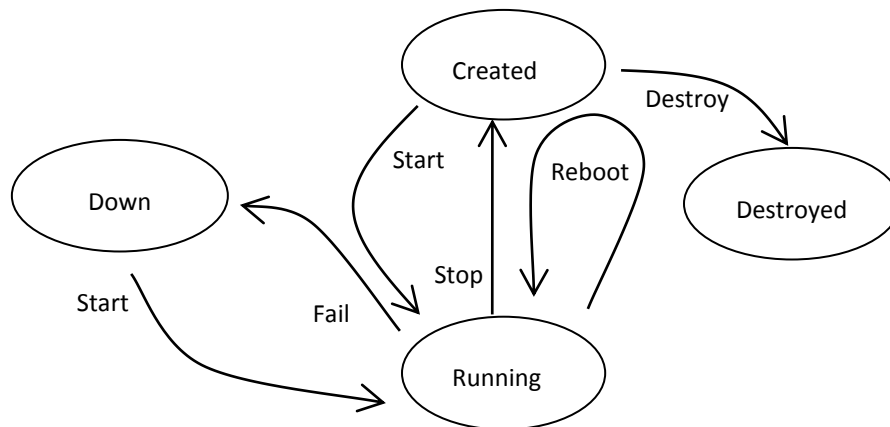 Created
Destroy
Start
Reboot
Down
Destroyed
Stop
Start
Fail
Running